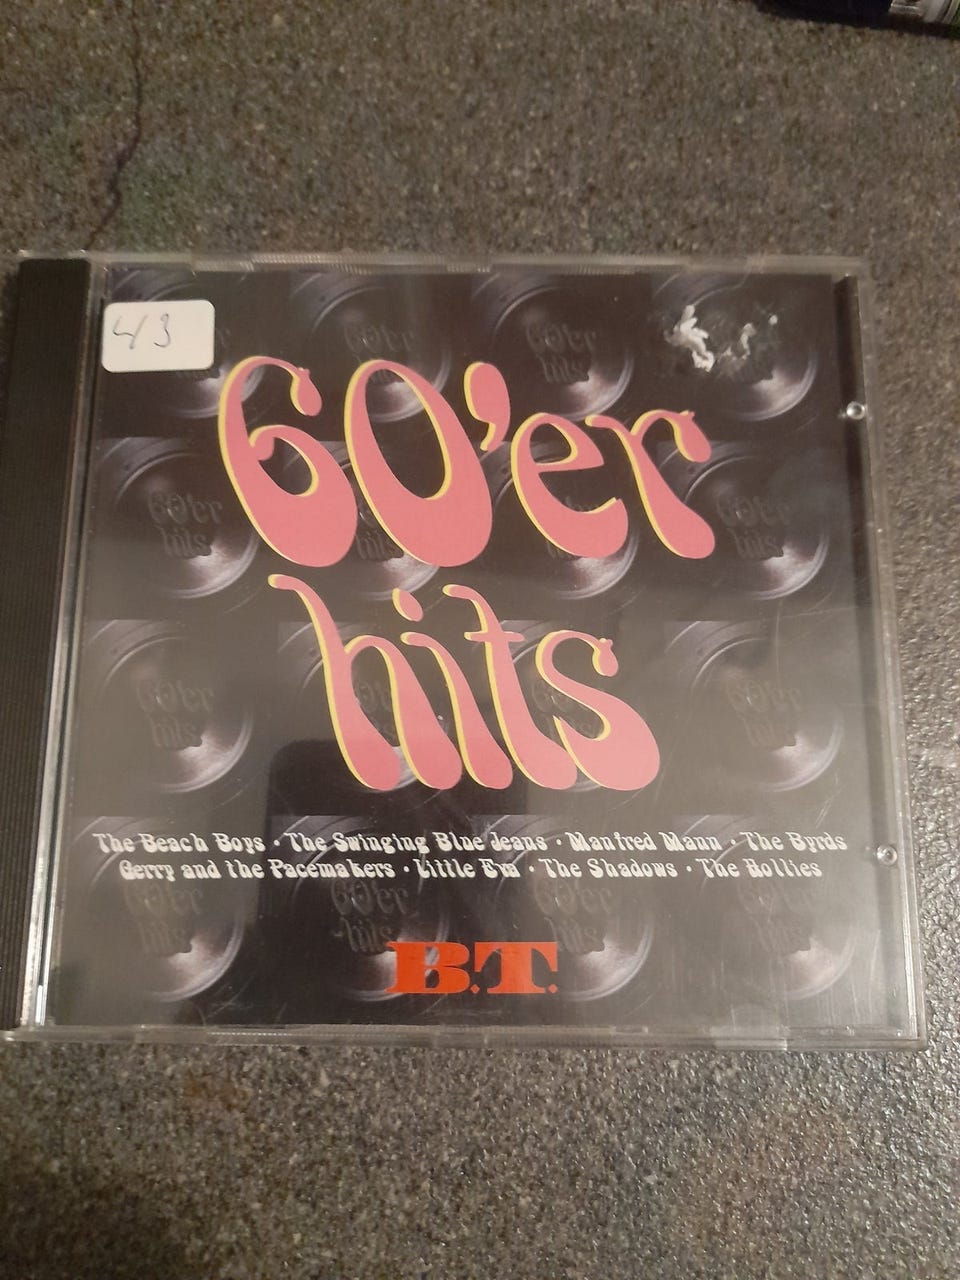 43
60'er
hits
The Beach Boys • The Swinging Blue Jeans • Manfred Mann • The Byrds
Gerry and the Pacemakers • Little Eva • The Shadows • The Hollies
B.T.